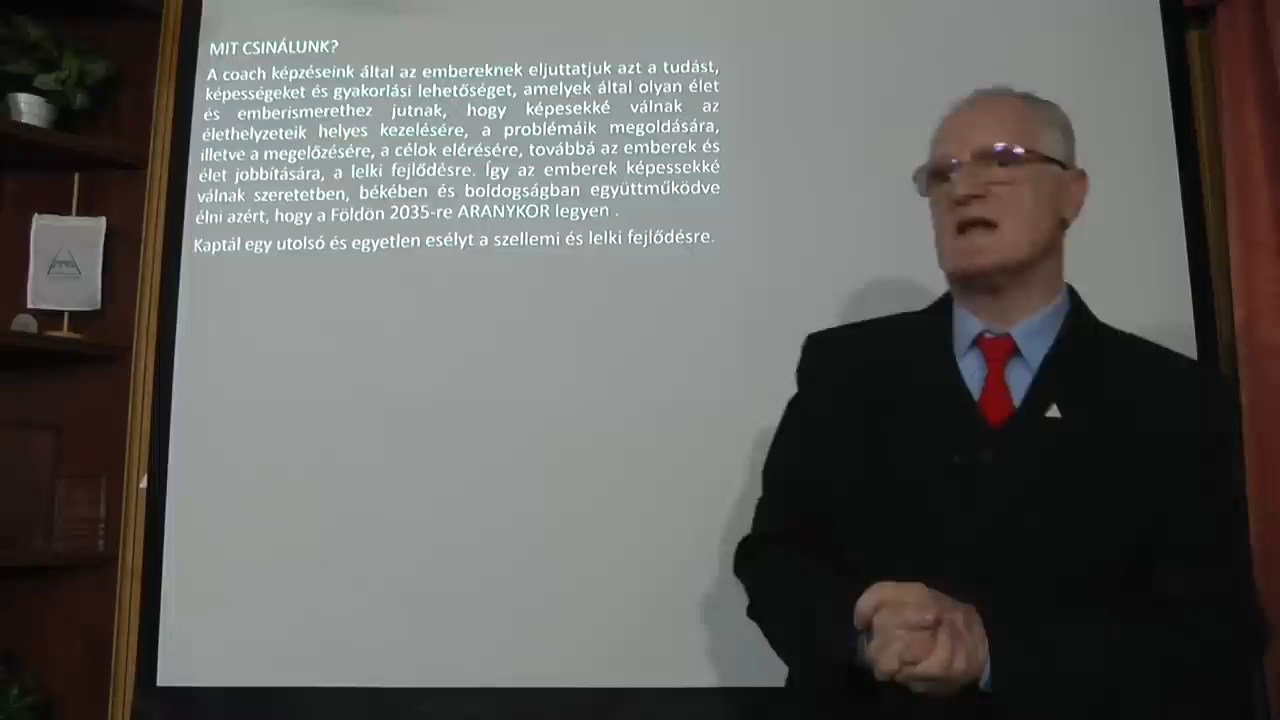 MIT CSINÁLUNK?
A coach képzéseink által az embereknek eljuttatjuk azt a tudást,
képességeket és gyakorlási lehetőséget, amelyek által olyan élet
és emberismerethez jutnak, hogy képesekké válnak az
élethelyzeteik helyes kezelésére, a problémáik megoldására,
illetve a megelőzésére, a célok elérésére, továbbá az emberek és
élet jobbítására, a lelki fejlődésre. Így az emberek képessekké
válnak szeretetben, békében és boldogságban együttműködve
élni azért, hogy a Földön 2035-re ARANYKOR legyen .
Kaptál egy utolsó és egyetlen esélyt a szellemi és lelki fejlődésre.